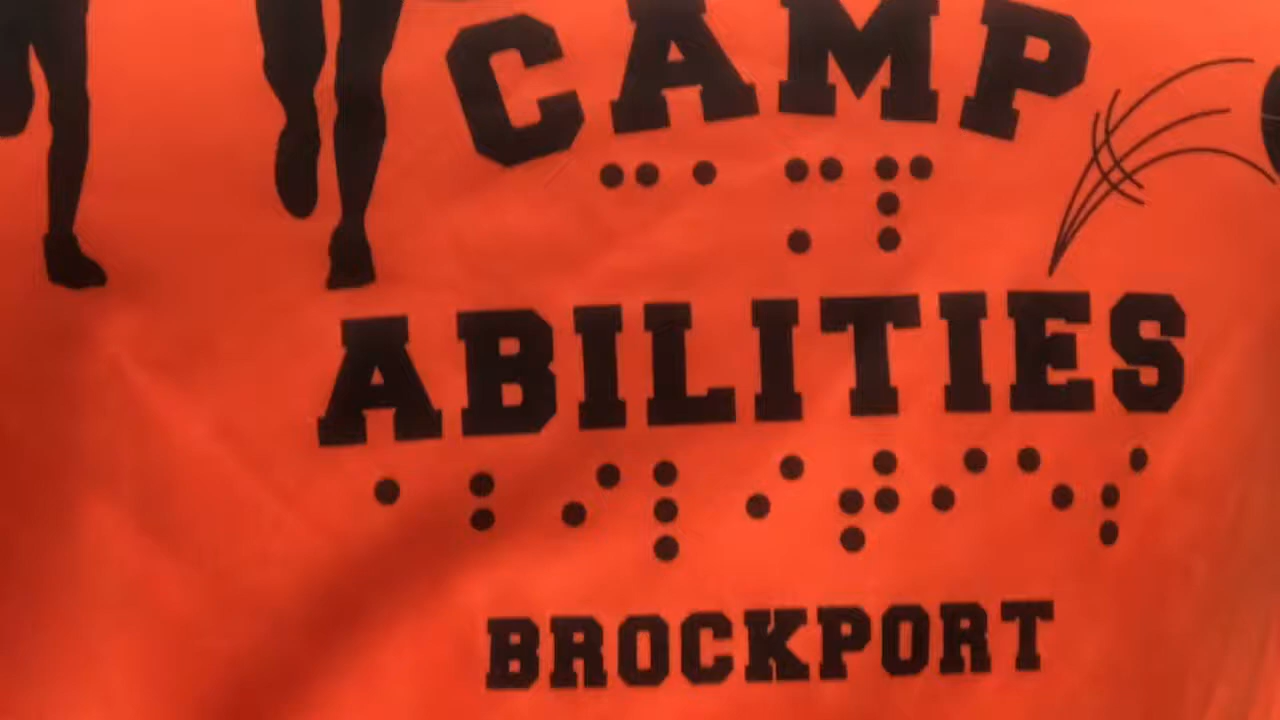 CAMP
⠉⠁⠍⠏
ABILITIES
⠁⠃⠊⠇⠊⠞⠊⠑⠎
BROCKPORT